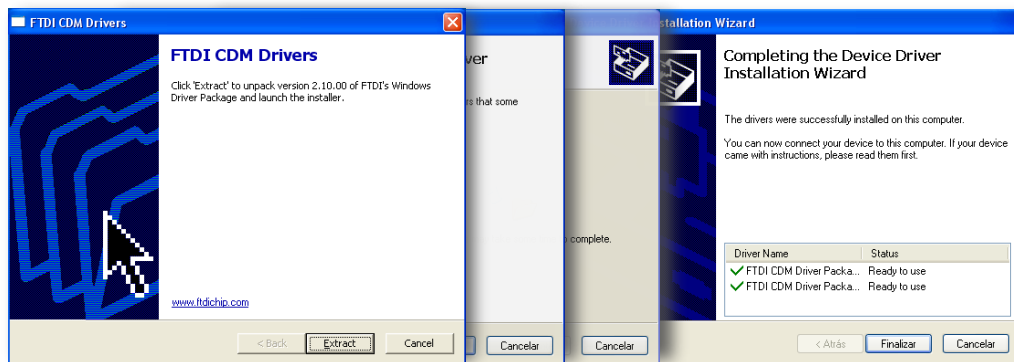 FTDI CDM Drivers
FTDI CDM Drivers
Click 'Extract' to unpack version 2.10.00 of FTDI's Windows
Driver Package and launch the installer.
www.ftdichip.com
< Back
Extract
Cancel
that some
Cancelar
complete.
Cancelar
Wizard
Completing the Device Driver
Installation Wizard
The drivers were successfully installed on this computer.
You can now connect your device to this computer. If your device
came with instructions, please read them first.
Driver Name Status
FTDI CDM Driver Packa... Ready to use
FTDI CDM Driver Packa... Ready to use
< Atrás
Finalizar
Cancelar